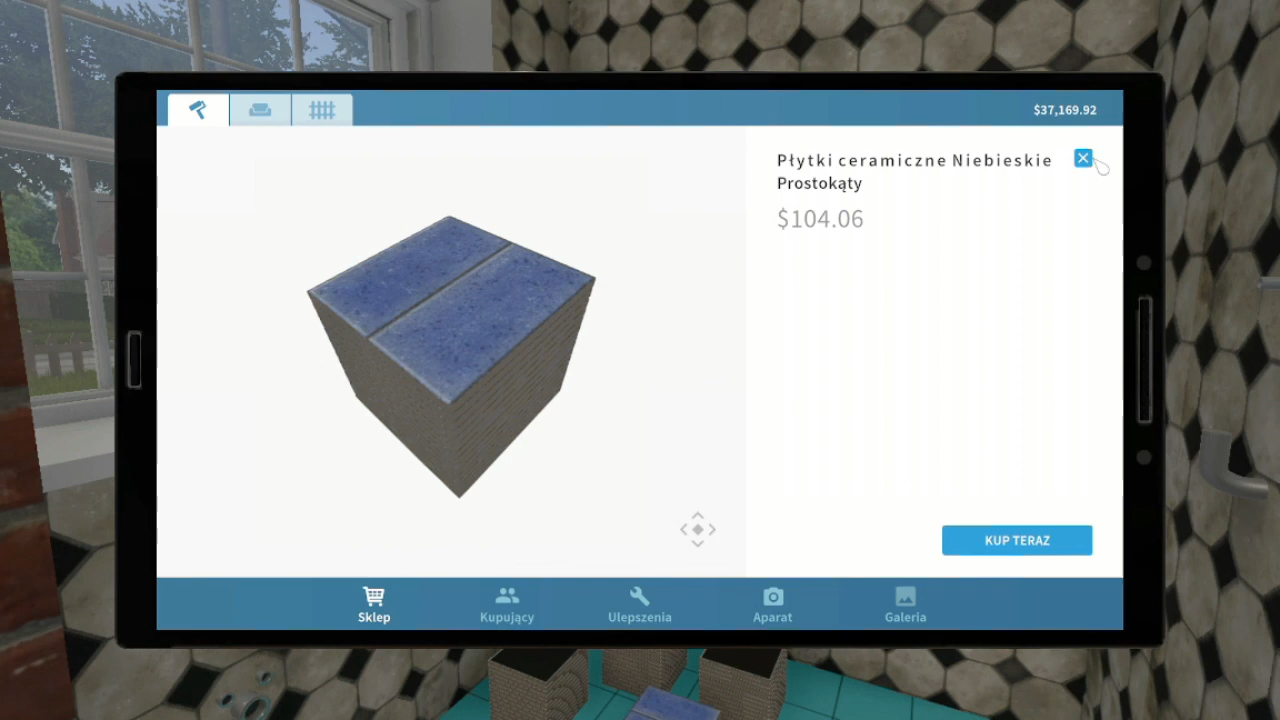 $37,169.92
Płytki ceramiczne Niebieskie
Prostokąty
$104.06
KUP TERAZ
Sklep
Kupujący
Ulepszenia
Aparat
Galeria